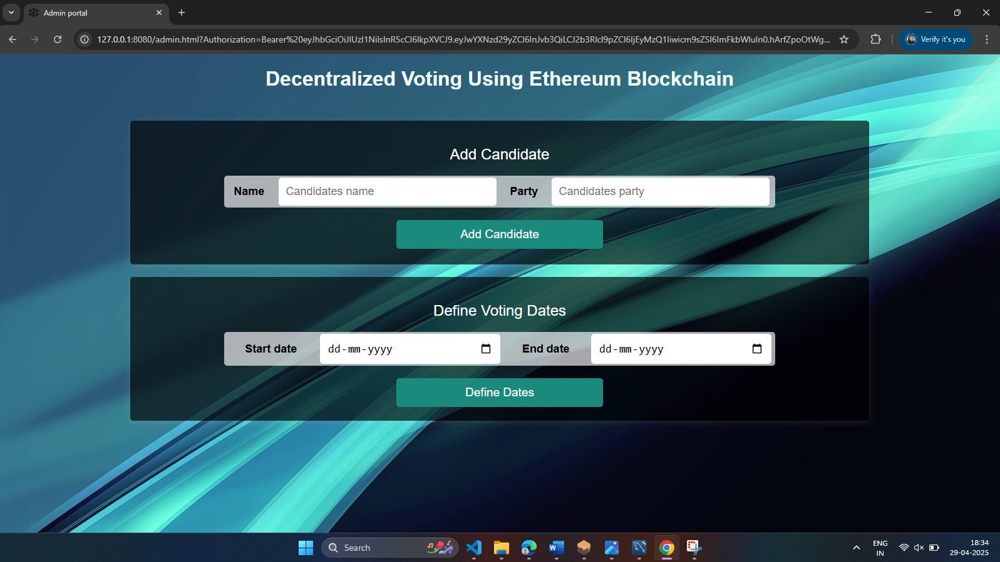 Admin portal
127.0.0.1:8080/admin.html?Authorization=Bearer%20eyJhbGciOiJIUzI1NiIsInR5cCI6IkpXVCJ9.eyJwYXNzd29yZCI6InJvb3QiLCJ2b3Rlcl9pZCI6IjEyMzQ1Iiwicm9sZSI6ImFkbWluIn0.hArfZpoOtWg...
Verify it's you
Decentralized Voting Using Ethereum Blockchain
Add Candidate
Name Candidates name Party Candidates party
Add Candidate
Define Voting Dates
Start date dd-mm-yyyy End date dd-mm-yyyy
Define Dates
Search
ENG
IN
18:34
29-04-2025